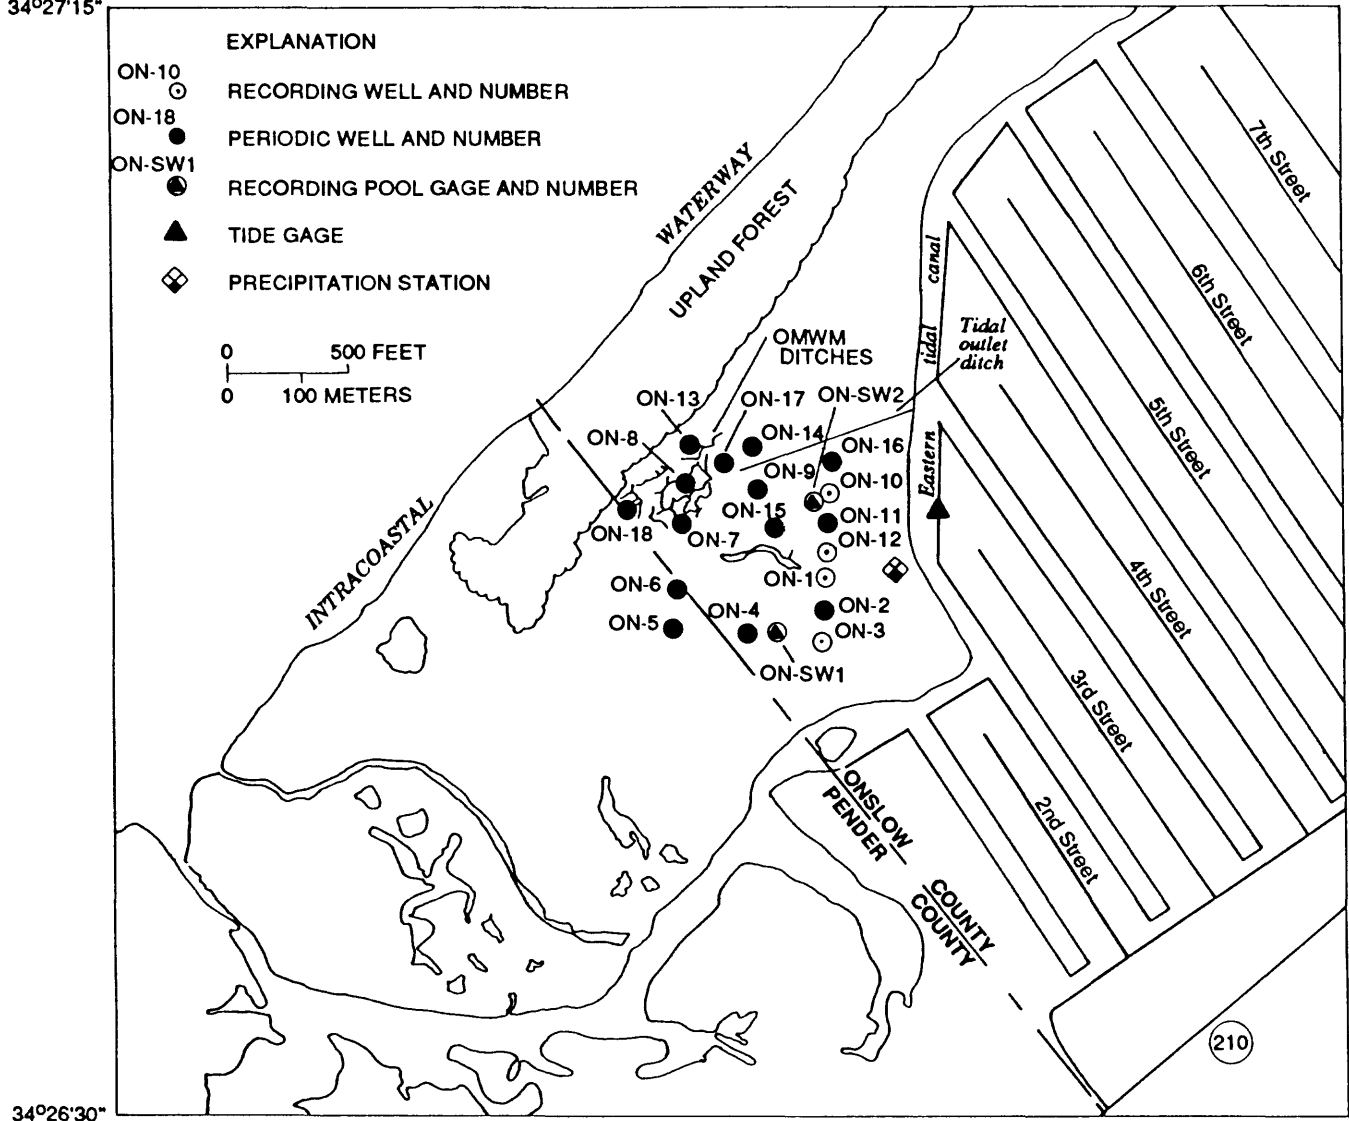 34°27'15"
EXPLANATION
ON-10
RECORDING WELL AND NUMBER
ON-18
PERIODIC WELL AND NUMBER
ON-SW1
RECORDING POOL GAGE AND NUMBER
TIDE GAGE
PRECIPITATION STATION
0 500 FEET
0 100 METERS
INTRACOASTAL
WATERWAY
UPLAND FOREST
OMWM
DITCHES
Tidal
outlet
ditch
Eastern
tidal
canal
ON-13
ON-17
ON-SW2
ON-8
ON-14
ON-16
ON-9
ON-10
ON-15
ON-11
ON-18
ON-7
ON-12
ON-1
ON-6
ON-4
ON-2
ON-5
ON-3
ON-SW1
7th Street
6th Street
5th Street
4th Street
3rd Street
2nd Street
ONSLOW
PENDER
COUNTY
COUNTY
210
34°26'30"